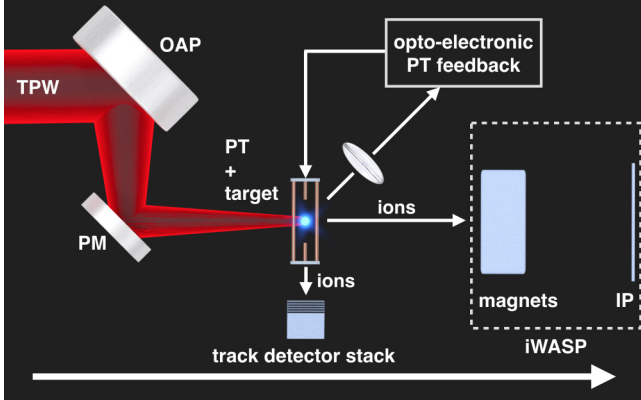 OAP
TPW
opto-electronic
PT feedback
PT
+
target
PM
ions
ions
magnets
IP
track detector stack
iWASP